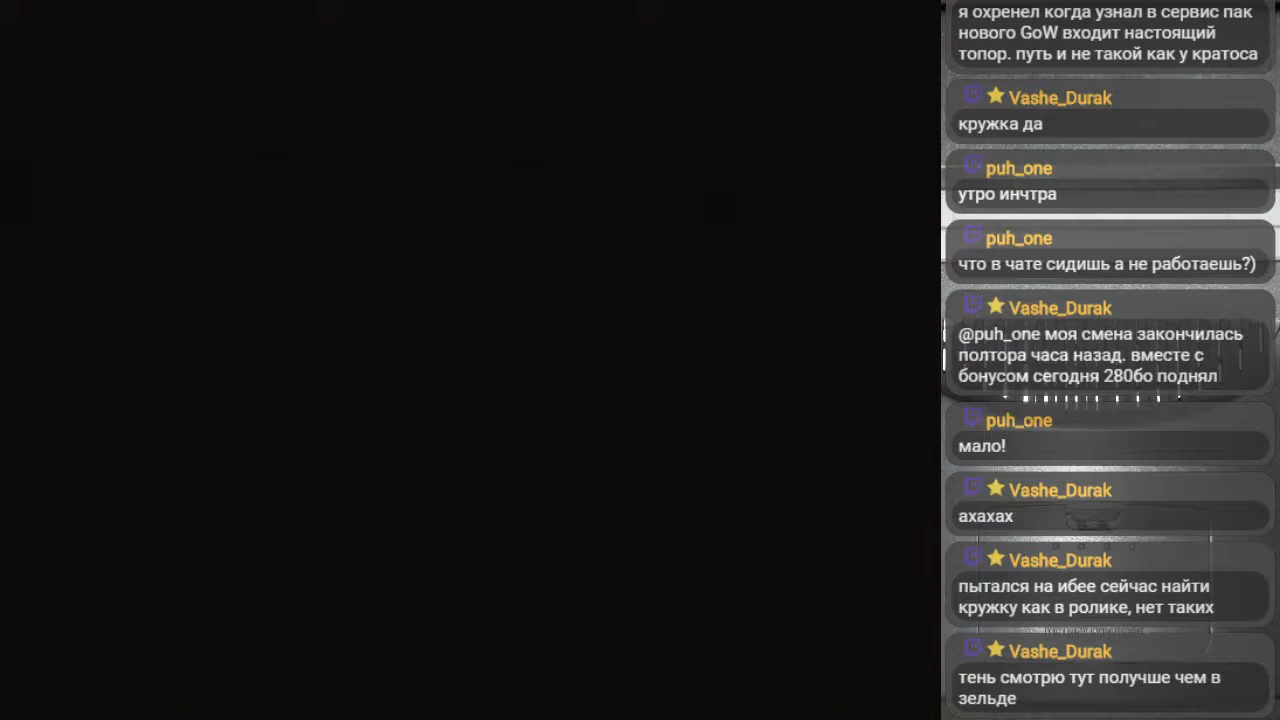 я охренел когда узнал в сервис пак
нового GoW входит настоящий
топор. путь и не такой как у кратоса
Vashe_Durak
кружка да
puh_one
утро инчтра
puh_one
что в чате сидишь а не работаешь?)
Vashe_Durak
@puh_one моя смена закончилась
полтора часа назад. вместе с
бонусом сегодня 280бо поднял
puh_one
мало!
Vashe_Durak
ахахах
Vashe_Durak
пытался на ибее сейчас найти
кружку как в ролике, нет таких
Vashe_Durak
тень смотрю тут получше чем в
зельде